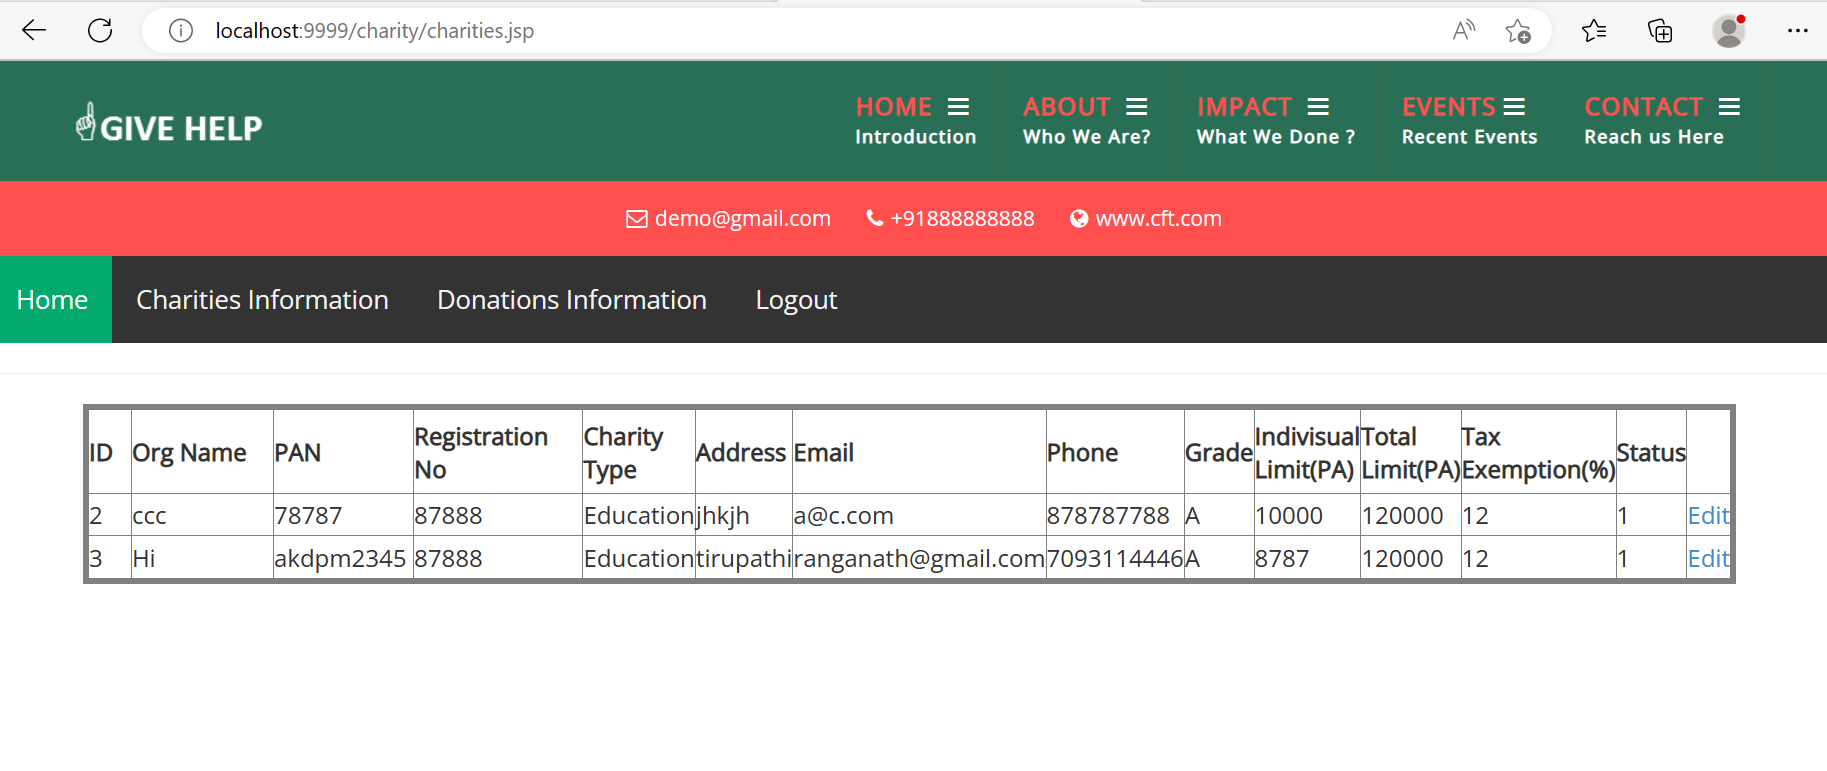 localhost:9999/charity/charities.jsp
GIVE HELP
HOME ABOUT IMPACT EVENTS CONTACT
Introduction Who We Are? What We Done ? Recent Events Reach us Here
demo@gmail.com +91888888888 www.cft.com
Home Charities Information Donations Information Logout
ID Org Name PAN Registration No Charity Type Address Email Phone Grade Indivisual Limit(PA) Total Limit(PA) Tax Exemption(%) Status
2 ccc 78787 87888 Education jhkjh a@c.com 878787788 A 10000 120000 12 1 Edit
3 Hi akdpm2345 87888 Education tirupathi ranganath@gmail.com 7093114446 A 8787 120000 12 1 Edit